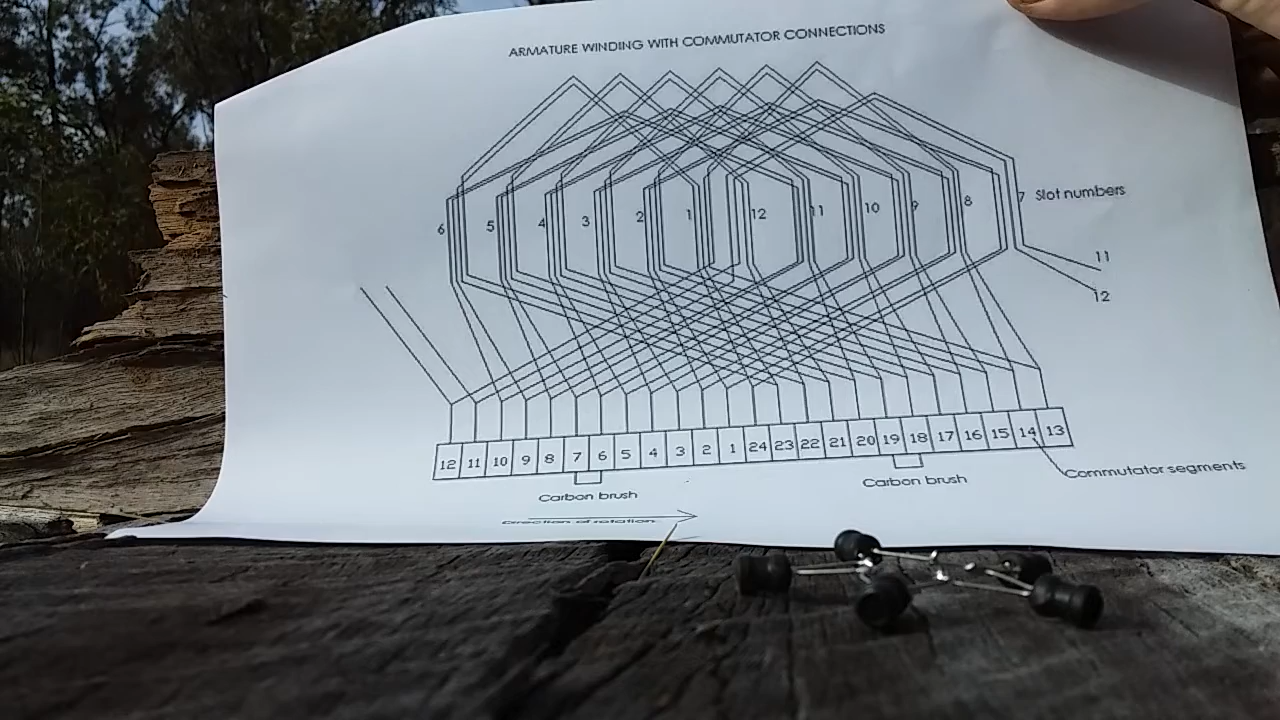 ARMATURE WINDING WITH COMMUTATOR CONNECTIONS
6 5 4 3 2 1 12 11 10 9 8 7 Slot numbers
11
12
12 11 10 9 8 7 6 5 4 3 2 1 24 23 22 21 20 19 18 17 16 15 14 13
Carbon brush Carbon brush Commutator segments
Direction of rotation